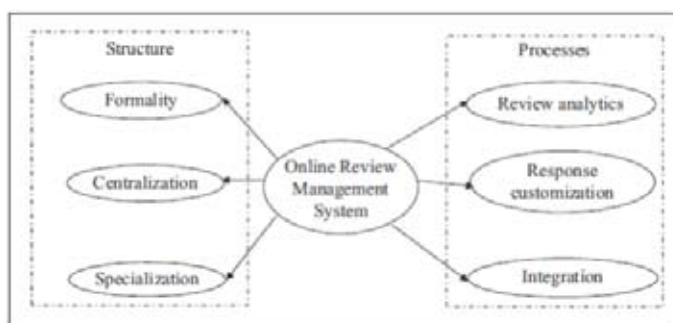 Structure
Processes
Formality
Review analytics
Online Review
Management
System
Centralization
Response
customization
Specialization
Integration